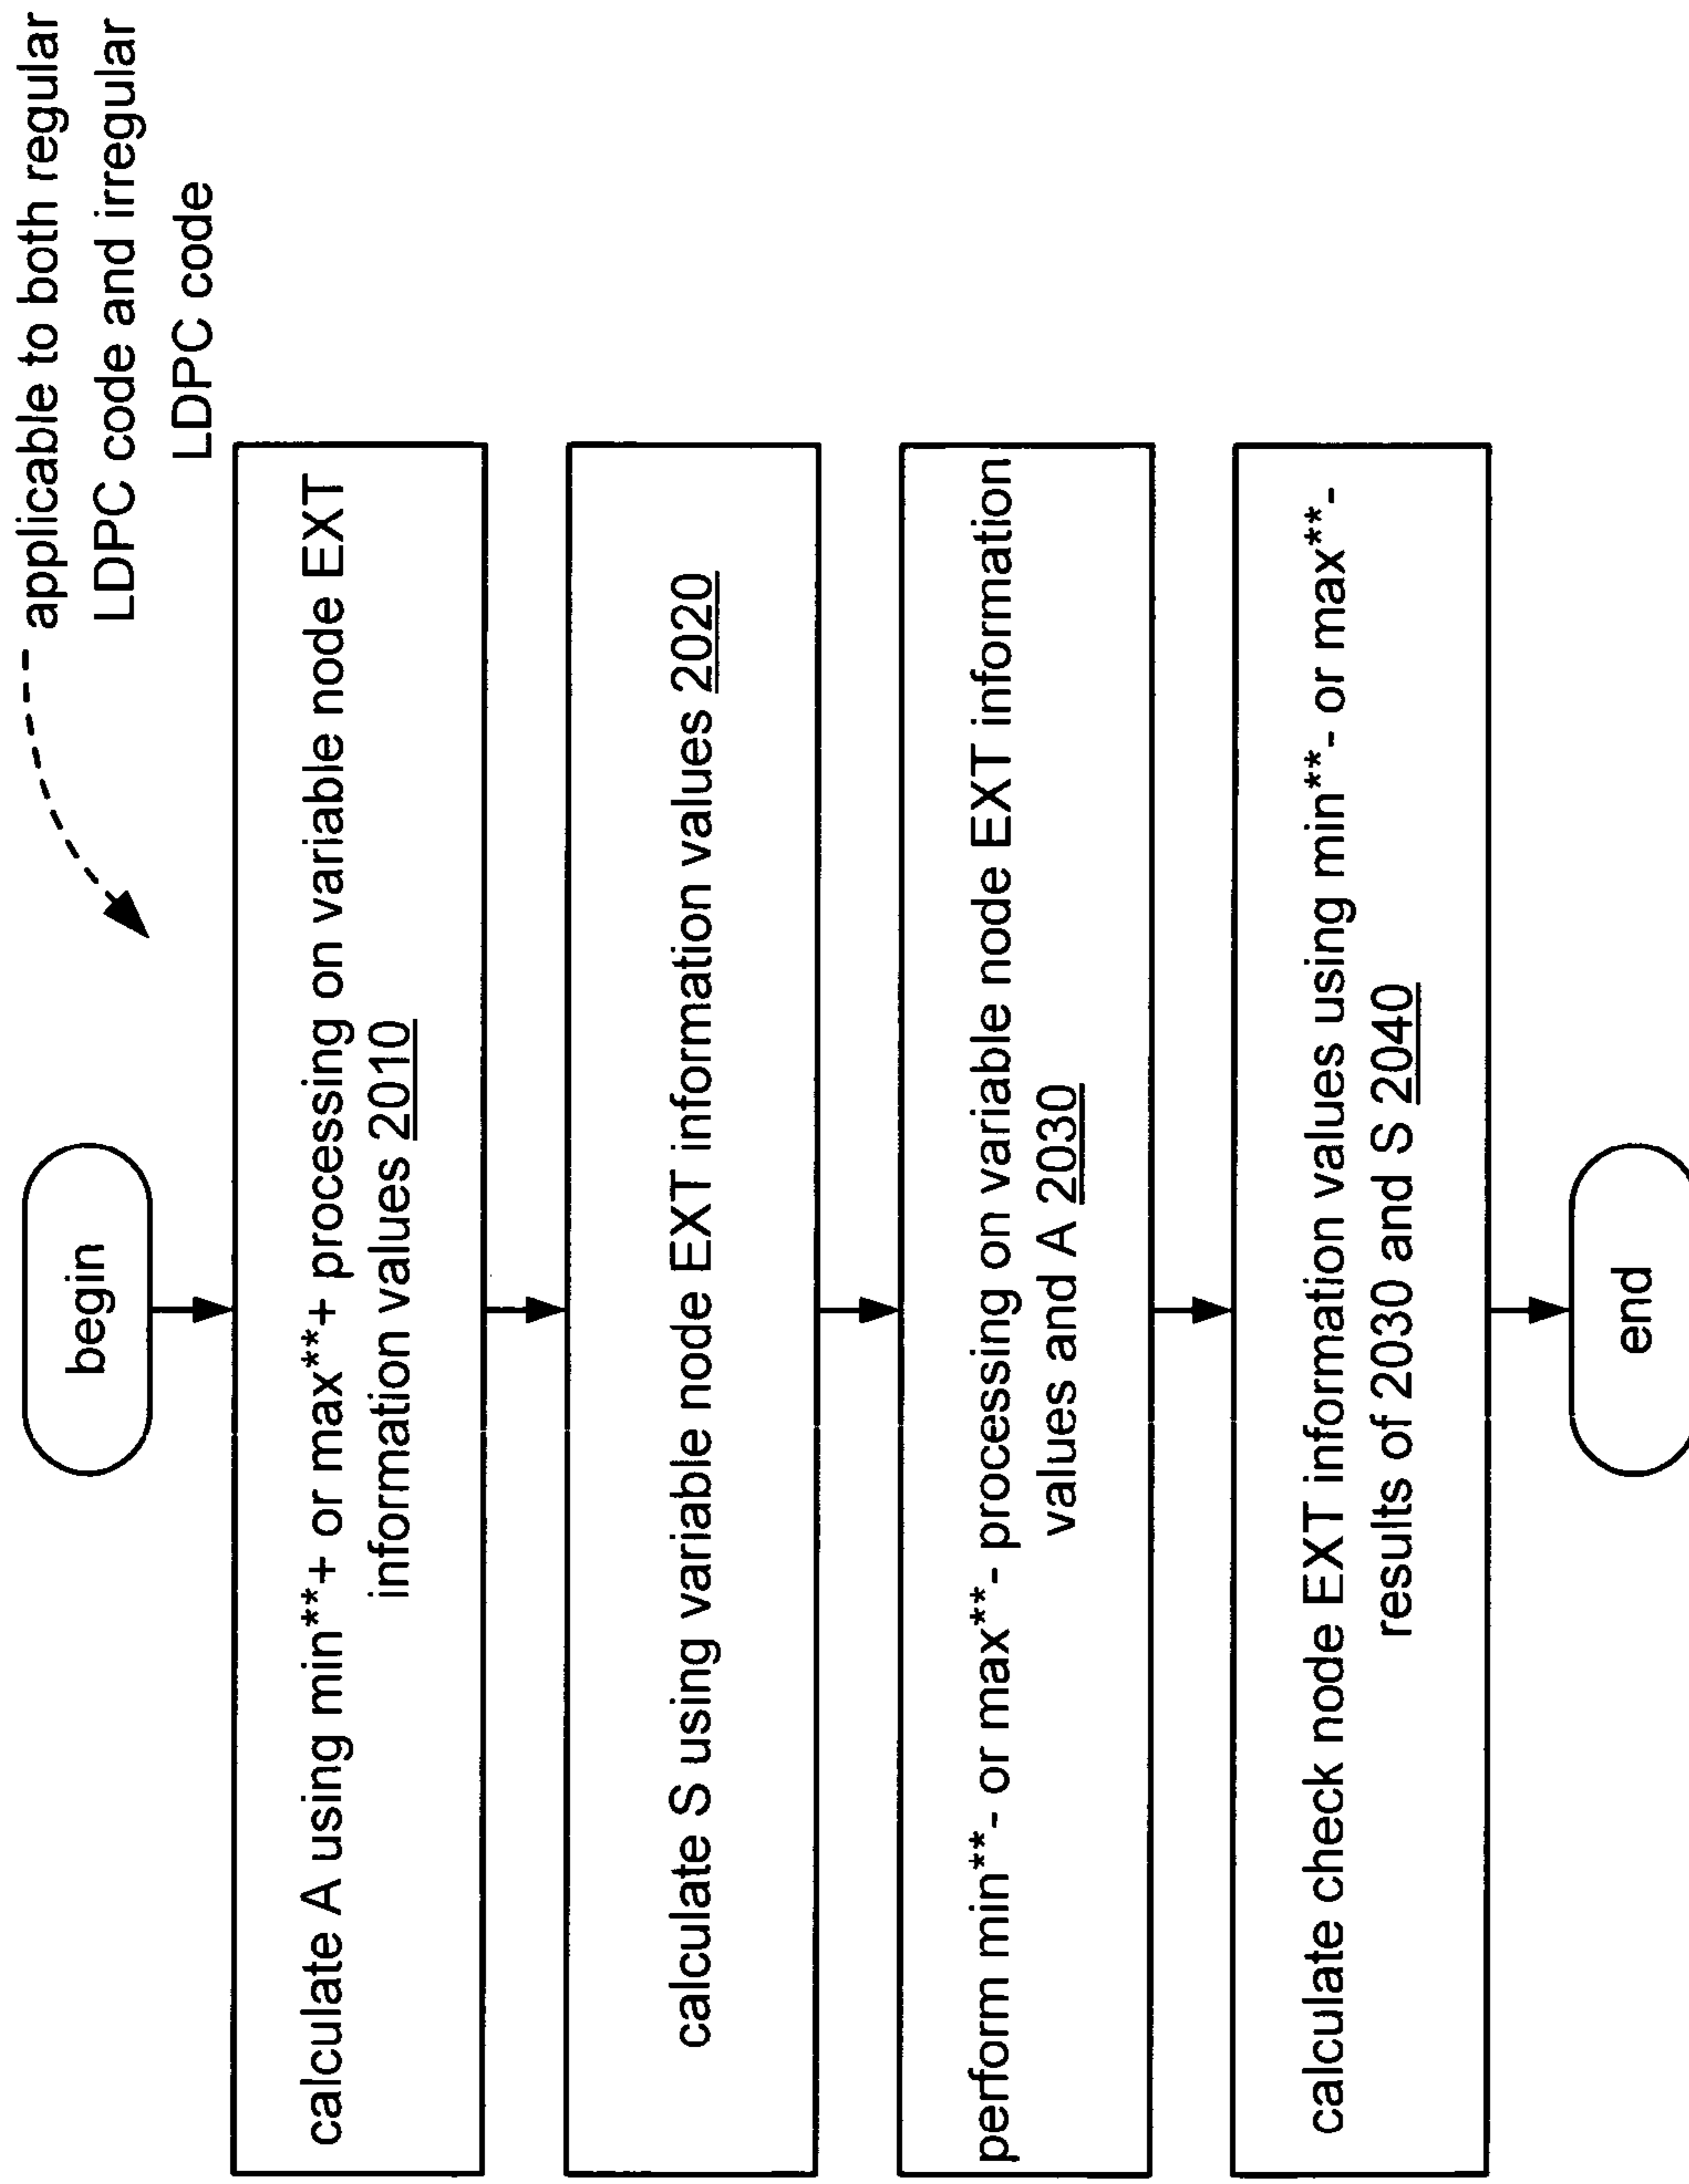 applicable to both regular
LDPC code and irregular
LDPC code
begin
calculate A using min**+ or max**+ processing on variable node EXT
information values 2010
calculate S using variable node EXT information values 2020
perform min**- or max**- processing on variable node EXT information
values and A 2030
calculate check node EXT information values using min**- or max**-
results of 2030 and S 2040
end